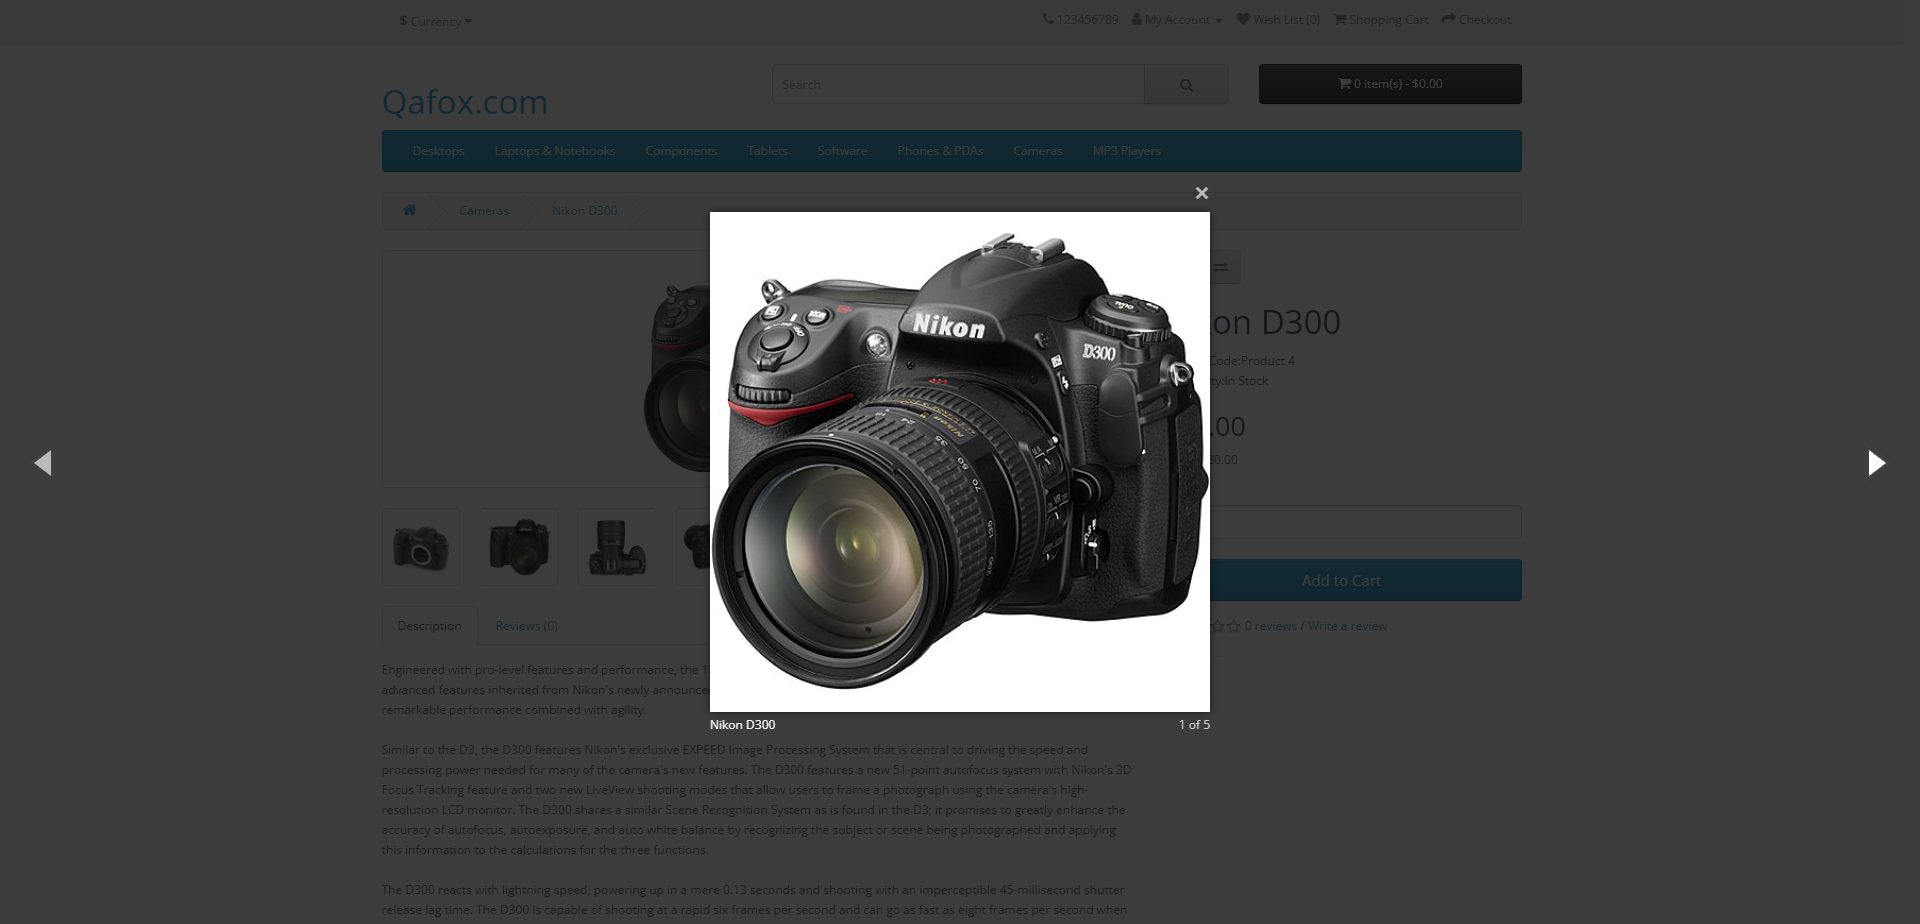 $ Currency
123456789 My Account Wish List (0) Shopping Cart Checkout
Qafox.com
Search
0 item(s) - $0.00
Desktops Laptops & Notebooks Components Tablets Software Phones & PDAs Cameras MP3 Players
Cameras Nikon D300
×
Nikon
D300
on D300
Code:Product 4
ty:In Stock
.00
0.00
Add to Cart
0 reviews / Write a review
Nikon D300 1 of 5
Description Reviews (0)
Engineered with pro-level features and performance, the 1
advanced features inherited from Nikon's newly announce
remarkable performance combined with agility.
Similar to the D3, the D300 features Nikon's exclusive EXPEED Image Processing System that is central to driving the speed and
processing power needed for many of the camera's new features. The D300 features a new 51-point autofocus system with Nikon's 3D
Focus Tracking feature and two new LiveView shooting modes that allow users to frame a photograph using the camera's high-
resolution LCD monitor. The D300 shares a similar Scene Recognition System as is found in the D3; it promises to greatly enhance the
accuracy of autofocus, autoexposure, and auto white balance by recognizing the subject or scene being photographed and applying
this information to the calculations for the three functions.
The D300 reacts with lightning speed, powering up in a mere 0.13 seconds and shooting with an imperceptible 45-millisecond shutter
release lag time. The D300 is capable of shooting at a rapid six frames per second and can go as fast as eight frames per second when